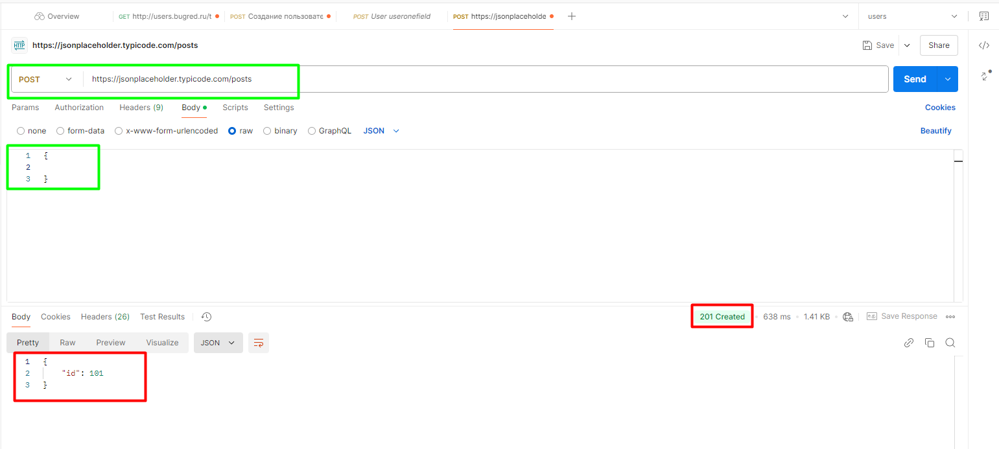 Overview GET http://users.bugred.ru/t POST Создание пользовате POST User useronefield POST https://jsonplaceholde users
HTTP https://jsonplaceholder.typicode.com/posts Save Share
POST https://jsonplaceholder.typicode.com/posts Send
Params Authorization Headers (9) Body Scripts Settings Cookies
none form-data x-www-form-urlencoded raw binary GraphQL JSON Beautify
1 {
2
3 }
Body Cookies Headers (26) Test Results 201 Created 638 ms 1.41 KB e.g. Save Response
Pretty Raw Preview Visualize JSON
1 {
2 "id": 101
3 }